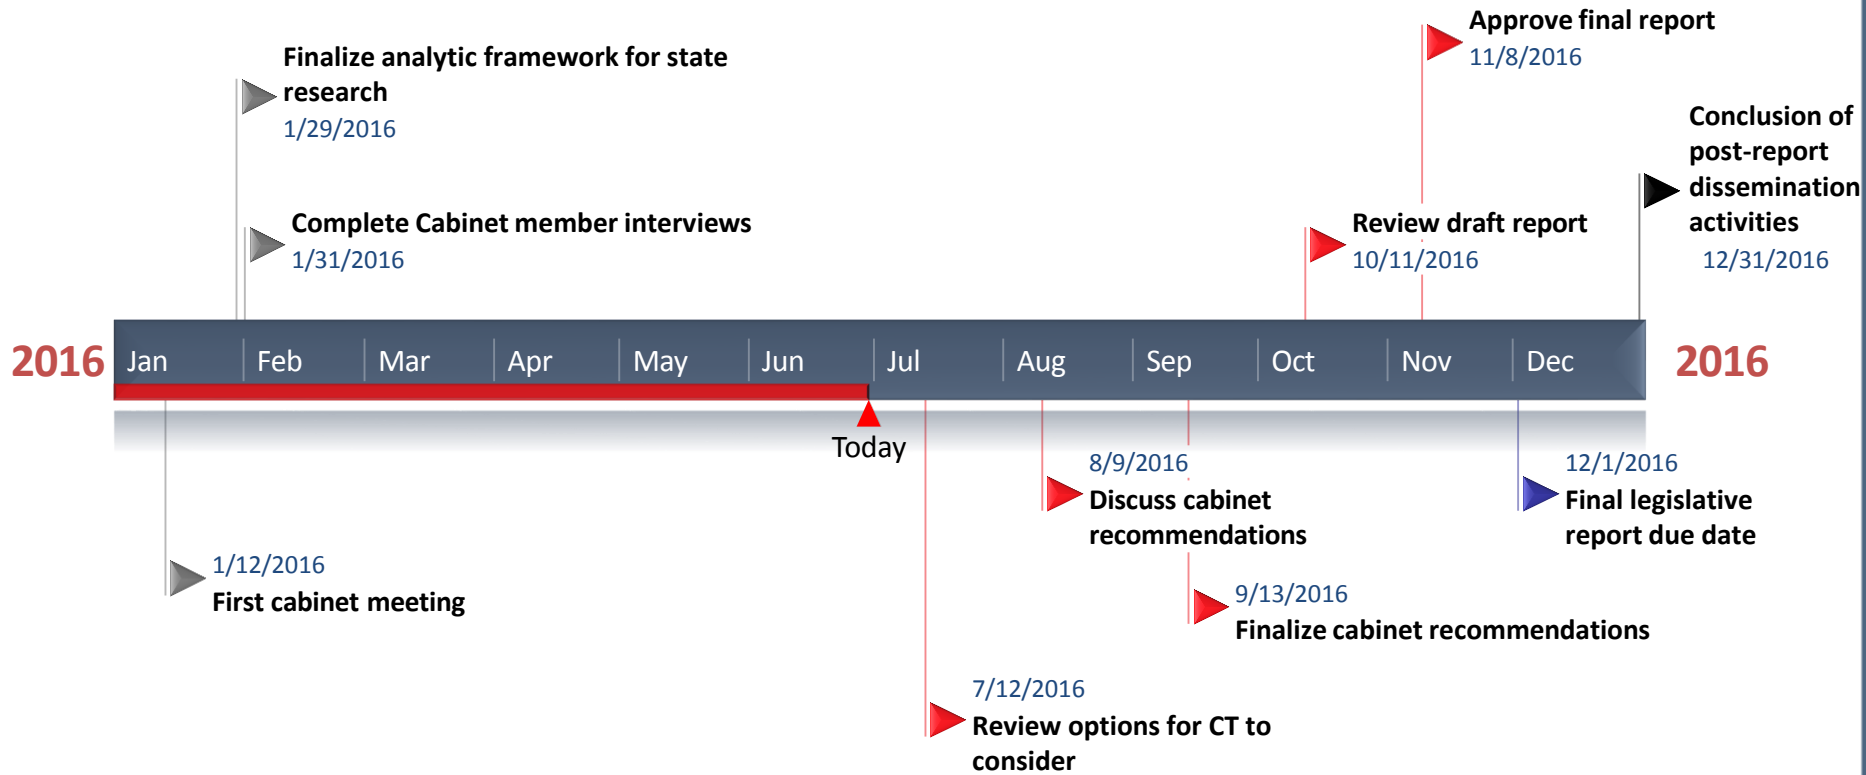 Approve final report
11/8/2016
Finalize analytic framework for state
research
1/29/2016
Conclusion of
post-report
dissemination
activities
12/31/2016
Complete Cabinet member interviews
1/31/2016
Review draft report
10/11/2016
2016
Jan
Feb
Mar
Apr
May
Jun
Jul
Aug
Sep
Oct
Nov
Dec
2016
Today
8/9/2016
Discuss cabinet
recommendations
12/1/2016
Final legislative
report due date
1/12/2016
First cabinet meeting
9/13/2016
Finalize cabinet recommendations
7/12/2016
Review options for CT to
consider